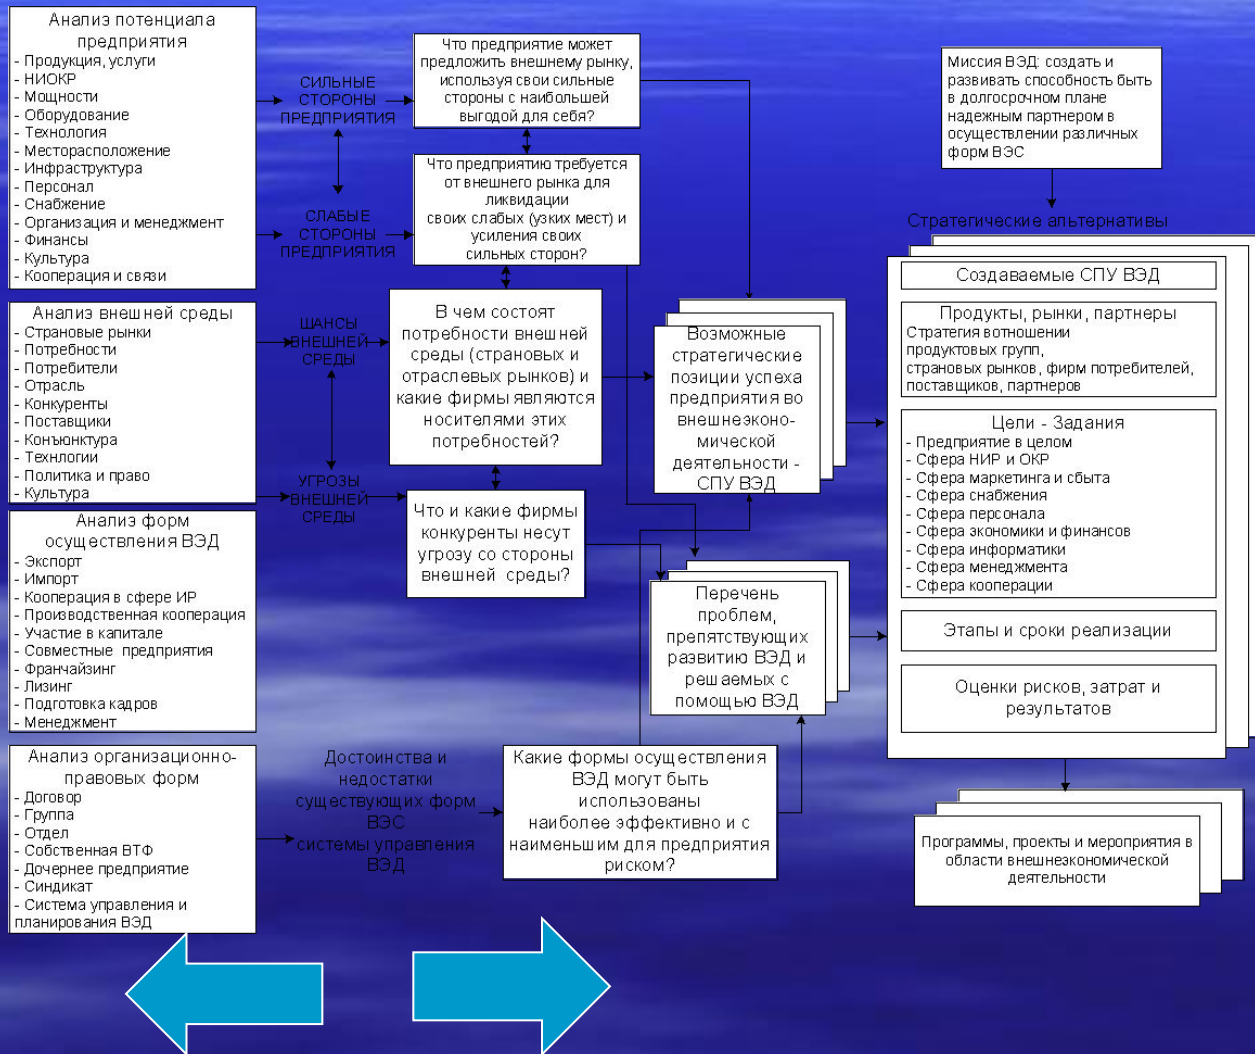 Анализ потенциала
предприятия
- Продукция, услуги
- НИОКР
- Мощности
- Оборудование
- Технология
- Месторасположение
- Инфраструктура
- Персонал
- Снабжение
- Организация и менеджмент
- Финансы
- Культура
- Кооперация и связи
Анализ внешней среды
- Страновые рынки
- Потребности
- Потребители
- Отрасль
- Конкуренты
- Поставщики
- Конъюнктура
- Технлогии
- Политика и право
- Культура
Анализ форм
осуществления ВЭД
- Экспорт
- Импорт
- Кооперация в сфере ИР
- Производственная кооперация
- Участие в капитале
- Совместные предприятия
- Франчайзинг
- Лизинг
- Подготовка кадров
- Менеджмент
Анализ организационно-
правовых форм
- Договор
- Группа
- Отдел
- Собственная ВТФ
- Дочернее предприятие
- Синдикат
- Система управления и
планирования ВЭД
СИЛЬНЫЕ
СТОРОНЫ
ПРЕДПРИЯТИЯ
СЛАБЫЕ
СТОРОНЫ
ПРЕДПРИЯТИЯ
ШАНСЫ
ВНЕШНЕЙ
СРЕДЫ
УГРОЗЫ
ВНЕШНЕЙ
СРЕДЫ
Достоинства и
недостатки
существующих форм
ВЭС
системы управления
ВЭД
Что предприятие может
предложить внешнему рынку,
используя свои сильные
стороны с наибольшей
выгодой для себя?
Что предприятию требуется
от внешнего рынка для
ликвидации
своих слабых (узких мест) и
усиления своих
сильных сторон?
В чем состоят
потребности внешней
среды (страновых и
отраслевых рынков) и
какие фирмы являются
носителями этих
потребностей?
Что и какие фирмы
конкуренты несут
угрозу со стороны
внешней среды?
Какие формы осуществления
ВЭД могут быть
использованы
наиболее эффективно и с
наименьшим для предприятия
риском?
Возможные
стратегические
позиции успеха
предприятия во
внешнеэконо-
мической
деятельности -
СПУ ВЭД
Перечень
проблем,
препятствующих
развитию ВЭД и
решаемых с
помощью ВЭД
Миссия ВЭД: создать и
развивать способность быть
в долгосрочном плане
надежным партнером в
осуществлении различных
форм ВЭС
Стратегические альтернативы
Создаваемые СПУ ВЭД
Продукты, рынки, партнеры
Стратегия вотношении
продуктовых групп,
страновых рынков, фирм потребителей,
поставщиков, партнеров
Цели - Задания
- Предприятие в целом
- Сфера НИР и ОКР
- Сфера маркетинга и сбыта
- Сфера снабжения
- Сфера персонала
- Сфера экономики и финансов
- Сфера информатики
- Сфера менеджмента
- Сфера кооперации
Этапы и сроки реализации
Оценки рисков, затрат и
результатов
Программы, проекты и мероприятия в
области внешнеэкономической
деятельности